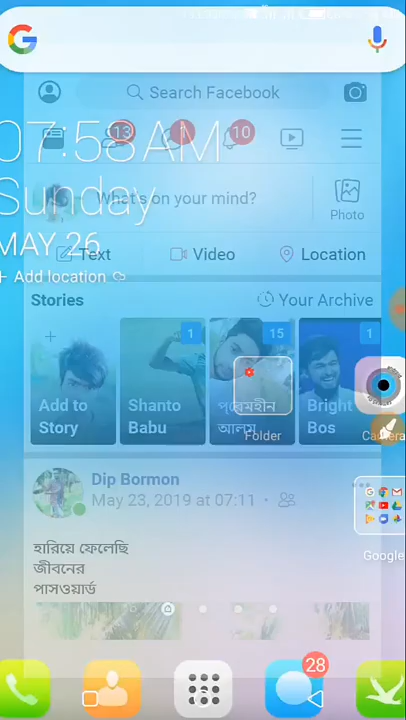 Search Facebook
13
1
10
07:58 AM
Sunday
What's on your mind?
Photo
MAY 26
+ Add location
Text
Video
Location
Stories
Your Archive
1
15
1
Add to
Story
Shanto
Babu
প্রেমহীন
আলম
Bright
Bos
Folder
Camera
Dip Bormon
May 23, 2019 at 07:11
Google
হারিয়ে ফেলেছি
জীবনের
পাসওয়ার্ড
28